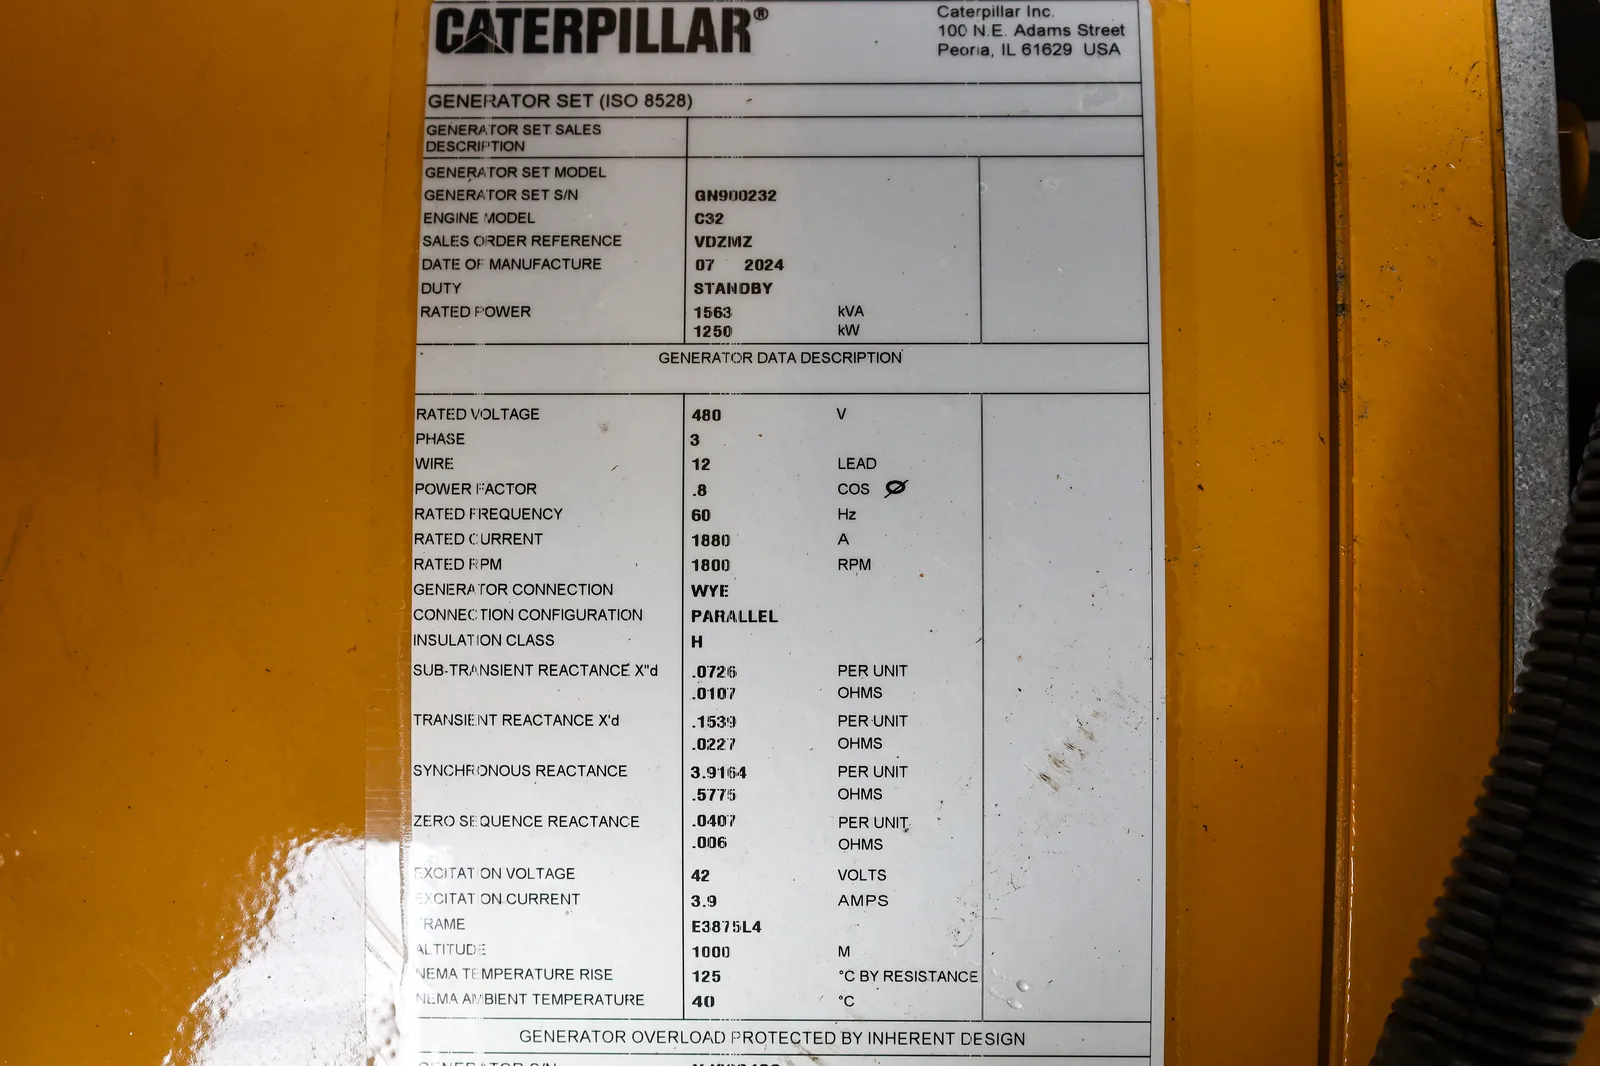 CATERPILLAR®
Caterpillar Inc.
100 N.E. Adams Street
Peoria, IL 61629 USA
GENERATOR SET (ISO 8528)
GENERATOR SET SALES
DESCRIPTION
GENERATOR SET MODEL
GENERATOR SET S/N GN900232
ENGINE MODEL C32
SALES ORDER REFERENCE VDZMZ
DATE OF MANUFACTURE 07 2024
DUTY STANDBY
RATED POWER 1563 kVA
1250 kW
GENERATOR DATA DESCRIPTION
RATED VOLTAGE 480 V
PHASE 3
WIRE 12 LEAD
POWER FACTOR .8 COS Ø
RATED FREQUENCY 60 Hz
RATED CURRENT 1880 A
RATED RPM 1800 RPM
GENERATOR CONNECTION WYE
CONNECTION CONFIGURATION PARALLEL
INSULATION CLASS H
SUB-TRANSIENT REACTANCE X"d .0726 PER UNIT
.0107 OHMS
TRANSIENT REACTANCE X'd .1539 PER UNIT
.0227 OHMS
SYNCHRONOUS REACTANCE 3.9164 PER UNIT
.5775 OHMS
ZERO SEQUENCE REACTANCE .0407 PER UNIT
.006 OHMS
EXCITATION VOLTAGE 42 VOLTS
EXCITATION CURRENT 3.9 AMPS
FRAME E3875L4
ALTITUDE 1000 M
NEMA TEMPERATURE RISE 125 °C BY RESISTANCE
NEMA AMBIENT TEMPERATURE 40 °C
GENERATOR OVERLOAD PROTECTED BY INHERENT DESIGN
GENERATOR S/N